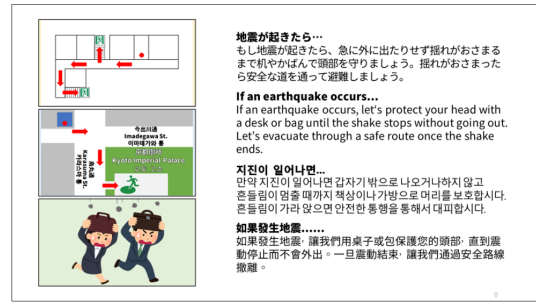 今出川通
Imadegawa St.
이마데가와 통
烏丸通
Karasuma St.
카라스마 통
Kyoto Imperial Palace
地震が起きたら…
もし地震が起きたら、急に外に出たりせず揺れがおさまる
まで机やかばんで頭部を守りましょう。揺れがおさまった
ら安全な道を通って避難しましょう。
If an earthquake occurs...
If an earthquake occurs, let's protect your head with
a desk or bag until the shake stops without going out.
Let's evacuate through a safe route once the shake
ends.
지진이 일어나면...
만약 지진이 일어나면 갑자기 밖으로 나오거나하지 않고
흔들림이 멈출 때까지 책상이나 가방으로 머리를 보호합시다.
흔들림이 가라 앉으면 안전한 통행을 통해서 대피합시다.
如果發生地震……
如果發生地震，讓我們用桌子或包保護您的頭部，直到震
動停止而不會外出。一旦震動結束，讓我們通過安全路線
撤離。